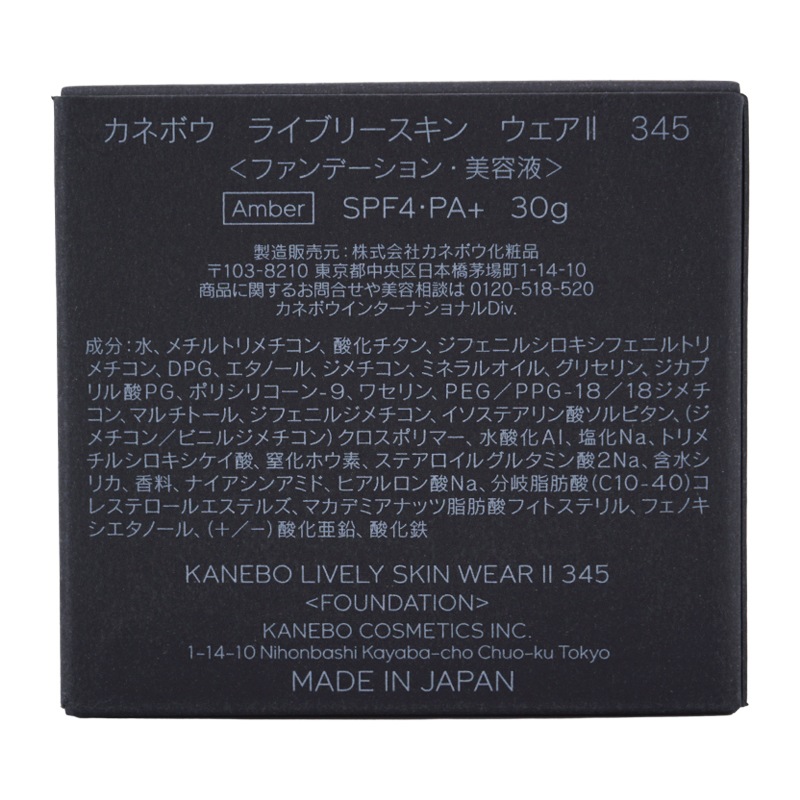 カネボウ ライブリースキン ウェアⅡ 345
<ファンデーション・美容液>
Amber SPF4・PA+ 30g
製造販売元:株式会社カネボウ化粧品
〒103-8210 東京都中央区日本橋茅場町1-14-10
商品に関するお問合せや美容相談は 0120-518-520
カネボウインターナショナルDiv.
成分:水、メチルトリメチコン、酸化チタン、ジフェニルシロキシフェニルトリ
メチコン、DPG、エタノール、ジメチコン、ミネラルオイル、グリセリン、ジカプ
リル酸PG、ポリシリコーン-9、ワセリン、PEG/PPG-18/18ジメチ
コン、マルチトール、ジフェニルジメチコン、イソステアリン酸ソルビタン、(ジ
メチコン/ビニルジメチコン)クロスポリマー、水酸化Al、塩化Na、トリメ
チルシロキシケイ酸、窒化ホウ素、ステアロイルグルタミン酸2Na、含水シ
リカ、香料、ナイアシンアミド、ヒアルロン酸Na、分岐脂肪酸(C10-40)コ
レステロールエステルズ、マカデミアナッツ脂肪酸フィトステリル、フェノキ
シエタノール、(+/-)酸化亜鉛、酸化鉄
KANEBO LIVELY SKIN WEAR II 345
<FOUNDATION>
KANEBO COSMETICS INC.
1-14-10 Nihonbashi Kayaba-cho Chuo-ku Tokyo
MADE IN JAPAN